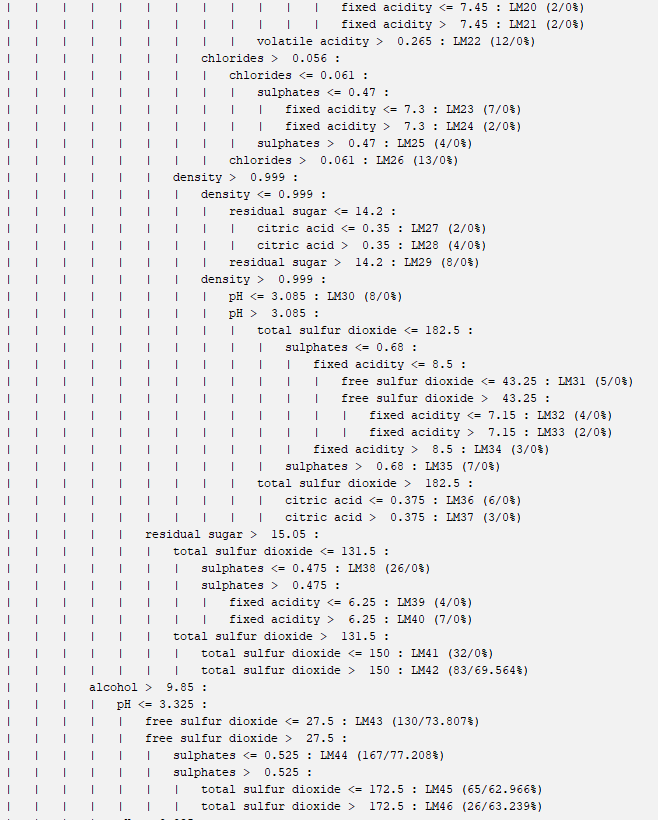 |   |   |   |   |   |   |   |   |   |   |   |   fixed acidity <= 7.45 : LM20 (2/0%)
|   |   |   |   |   |   |   |   |   |   |   |   fixed acidity >  7.45 : LM21 (2/0%)
|   |   |   |   |   |   |   |   |   volatile acidity >  0.265 : LM22 (12/0%)
|   |   |   |   |   |   |   chlorides >  0.056 :
|   |   |   |   |   |   |   |   chlorides <= 0.061 :
|   |   |   |   |   |   |   |   |   sulphates <= 0.47 :
|   |   |   |   |   |   |   |   |   |   fixed acidity <= 7.3 : LM23 (7/0%)
|   |   |   |   |   |   |   |   |   |   fixed acidity >  7.3 : LM24 (2/0%)
|   |   |   |   |   |   |   |   |   sulphates >  0.47 : LM25 (4/0%)
|   |   |   |   |   |   |   |   chlorides >  0.061 : LM26 (13/0%)
|   |   |   |   |   |   density >  0.999 :
|   |   |   |   |   |   |   density <= 0.999 :
|   |   |   |   |   |   |   |   residual sugar <= 14.2 :
|   |   |   |   |   |   |   |   |   citric acid <= 0.35 : LM27 (2/0%)
|   |   |   |   |   |   |   |   |   citric acid >  0.35 : LM28 (4/0%)
|   |   |   |   |   |   |   |   residual sugar >  14.2 : LM29 (8/0%)
|   |   |   |   |   |   |   density >  0.999 :
|   |   |   |   |   |   |   |   pH <= 3.085 : LM30 (8/0%)
|   |   |   |   |   |   |   |   pH >  3.085 :
|   |   |   |   |   |   |   |   |   total sulfur dioxide <= 182.5 :
|   |   |   |   |   |   |   |   |   |   sulphates <= 0.68 :
|   |   |   |   |   |   |   |   |   |   |   fixed acidity <= 8.5 :
|   |   |   |   |   |   |   |   |   |   |   |   free sulfur dioxide <= 43.25 : LM31 (5/0%)
|   |   |   |   |   |   |   |   |   |   |   |   free sulfur dioxide >  43.25 :
|   |   |   |   |   |   |   |   |   |   |   |   |   fixed acidity <= 7.15 : LM32 (4/0%)
|   |   |   |   |   |   |   |   |   |   |   |   |   fixed acidity >  7.15 : LM33 (2/0%)
|   |   |   |   |   |   |   |   |   |   |   fixed acidity >  8.5 : LM34 (3/0%)
|   |   |   |   |   |   |   |   |   |   sulphates >  0.68 : LM35 (7/0%)
|   |   |   |   |   |   |   |   |   total sulfur dioxide >  182.5 :
|   |   |   |   |   |   |   |   |   |   citric acid <= 0.375 : LM36 (6/0%)
|   |   |   |   |   |   |   |   |   |   citric acid >  0.375 : LM37 (3/0%)
|   |   |   |   |   residual sugar >  15.05 :
|   |   |   |   |   |   total sulfur dioxide <= 131.5 :
|   |   |   |   |   |   |   sulphates <= 0.475 : LM38 (26/0%)
|   |   |   |   |   |   |   sulphates >  0.475 :
|   |   |   |   |   |   |   |   fixed acidity <= 6.25 : LM39 (4/0%)
|   |   |   |   |   |   |   |   fixed acidity >  6.25 : LM40 (7/0%)
|   |   |   |   |   |   total sulfur dioxide >  131.5 :
|   |   |   |   |   |   |   total sulfur dioxide <= 150 : LM41 (32/0%)
|   |   |   |   |   |   |   total sulfur dioxide >  150 : LM42 (83/69.564%)
|   |   |   alcohol >  9.85 :
|   |   |   |   pH <= 3.325 :
|   |   |   |   |   free sulfur dioxide <= 27.5 : LM43 (130/73.807%)
|   |   |   |   |   free sulfur dioxide >  27.5 :
|   |   |   |   |   |   sulphates <= 0.525 : LM44 (167/77.208%)
|   |   |   |   |   |   sulphates >  0.525 :
|   |   |   |   |   |   |   total sulfur dioxide <= 172.5 : LM45 (65/62.966%)
|   |   |   |   |   |   |   total sulfur dioxide >  172.5 : LM46 (26/63.239%)